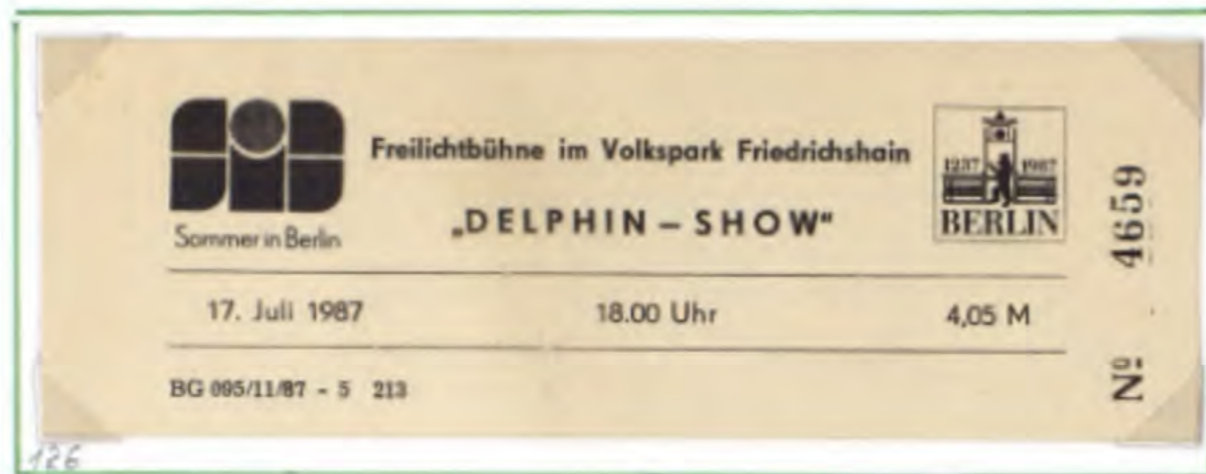 SiB
Sommer in Berlin
Freilichtbühne im Volkspark Friedrichshain
„DELPHIN – SHOW“
1237 1987
BERLIN
17. Juli 1987 18.00 Uhr 4,05 M
BG 095/11/87 - 5 213
Nº 4659
126